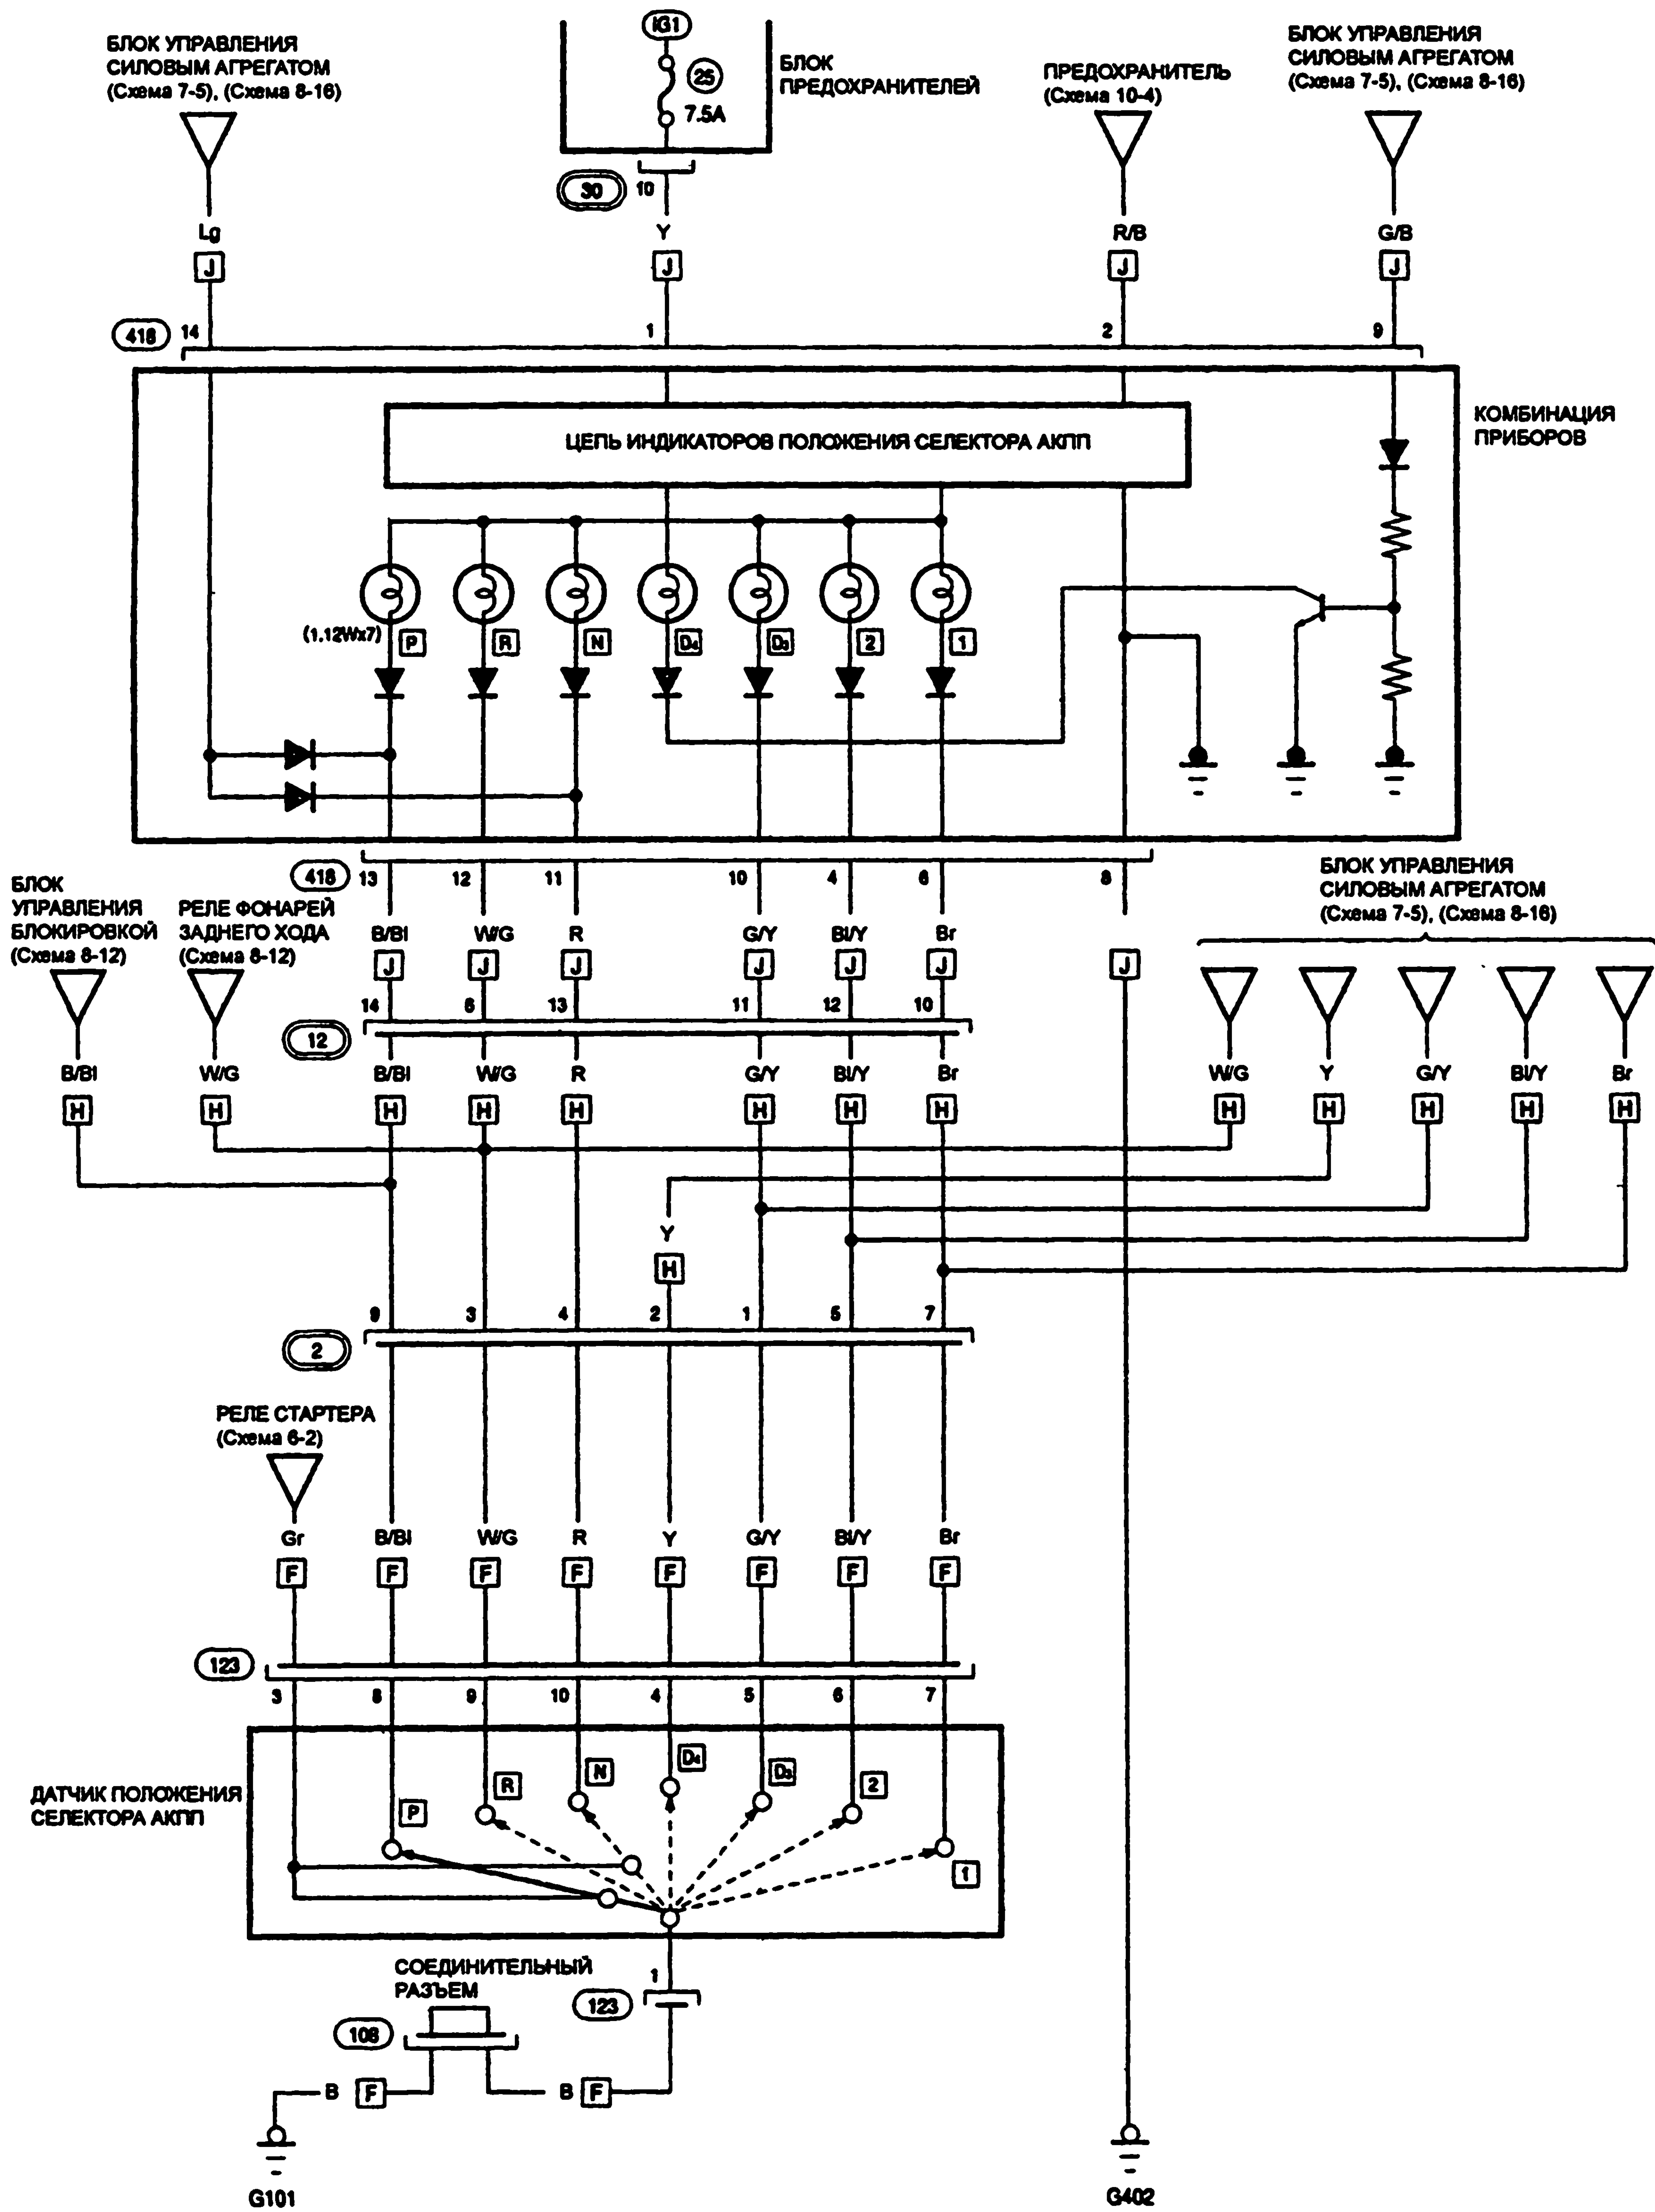 БЛОК УПРАВЛЕНИЯ
СИЛОВЫМ АГРЕГАТОМ
(Схема 7-5), (Схема 8-16)
IG1
25
7.5A
БЛОК
ПРЕДОХРАНИТЕЛЕЙ
ПРЕДОХРАНИТЕЛЬ
(Схема 10-4)
БЛОК УПРАВЛЕНИЯ
СИЛОВЫМ АГРЕГАТОМ
(Схема 7-5), (Схема 8-16)
30 10
Lg Y R/B G/B
J J J J
418 14 1 2 9
КОМБИНАЦИЯ
ПРИБОРОВ
ЦЕПЬ ИНДИКАТОРОВ ПОЛОЖЕНИЯ СЕЛЕКТОРА АКПП
(1.12Wx7) P R N D4 D3 2 1
418 13 12 11 10 4 6 8
БЛОК
УПРАВЛЕНИЯ
БЛОКИРОВКОЙ
(Схема 8-12)
РЕЛЕ ФОНАРЕЙ
ЗАДНЕГО ХОДА
(Схема 8-12)
БЛОК УПРАВЛЕНИЯ
СИЛОВЫМ АГРЕГАТОМ
(Схема 7-5), (Схема 8-16)
B/Bl W/G R G/Y Bl/Y Br
J J J J J J J
14 6 13 11 12 10
12
B/Bl W/G B/Bl W/G R G/Y Bl/Y Br W/G Y G/Y Bl/Y Br
H H H H H H H H H H H H H
Y
H
9 3 4 2 1 5 7
2
РЕЛЕ СТАРТЕРА
(Схема 6-2)
Gr B/Bl W/G R Y G/Y Bl/Y Br
F F F F F F F F
123
3 8 9 10 4 5 6 7
ДАТЧИК ПОЛОЖЕНИЯ
СЕЛЕКТОРА АКПП
P R N D4 D3 2 1
СОЕДИНИТЕЛЬНЫЙ
РАЗЪЕМ
1
123
108
B F B F
G101 G402